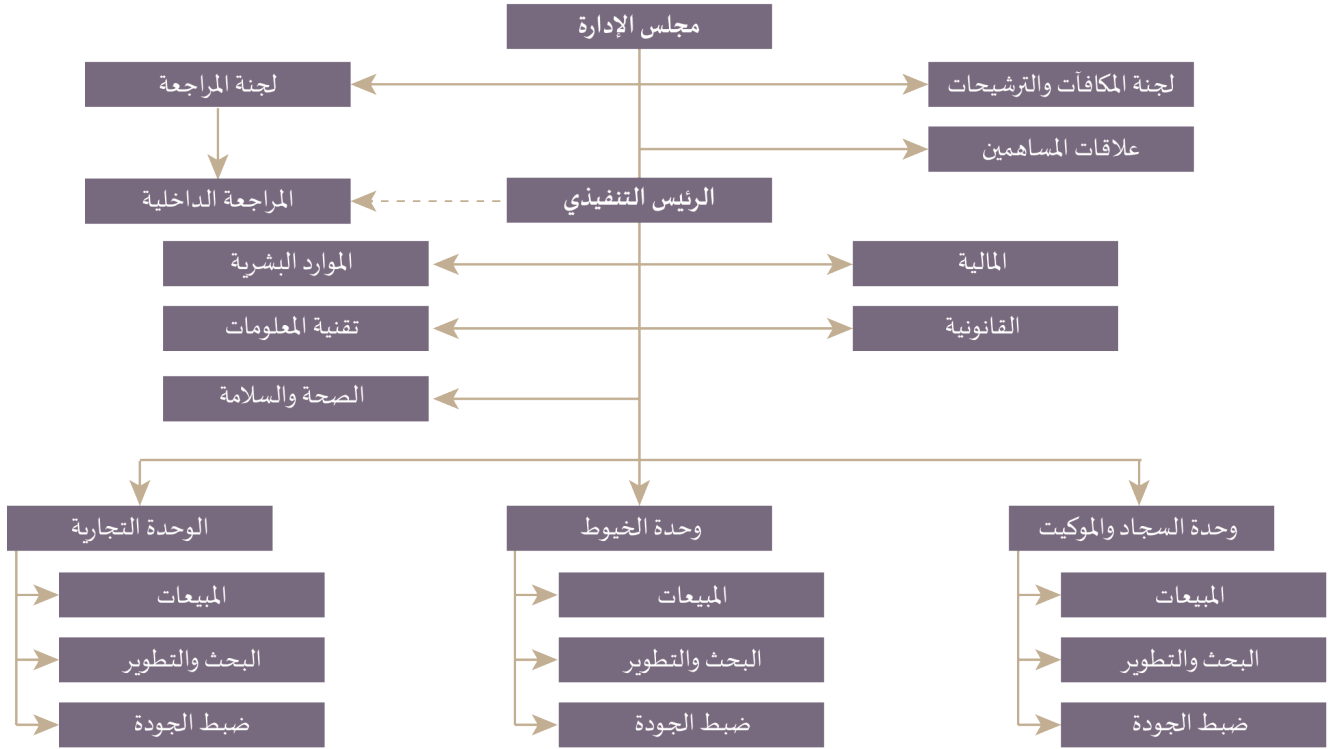 مجلس الإدارة
لجنة المكافآت والترشيحات
لجنة المراجعة
علاقات المساهمين
الرئيس التنفيذي
المراجعة الداخلية
المالية
الموارد البشرية
القانونية
تقنية المعلومات
الصحة والسلامة
وحدة السجاد والموكيت
وحدة الخيوط
الوحدة التجارية
المبيعات
المبيعات
المبيعات
البحث والتطوير
البحث والتطوير
البحث والتطوير
ضبط الجودة
ضبط الجودة
ضبط الجودة